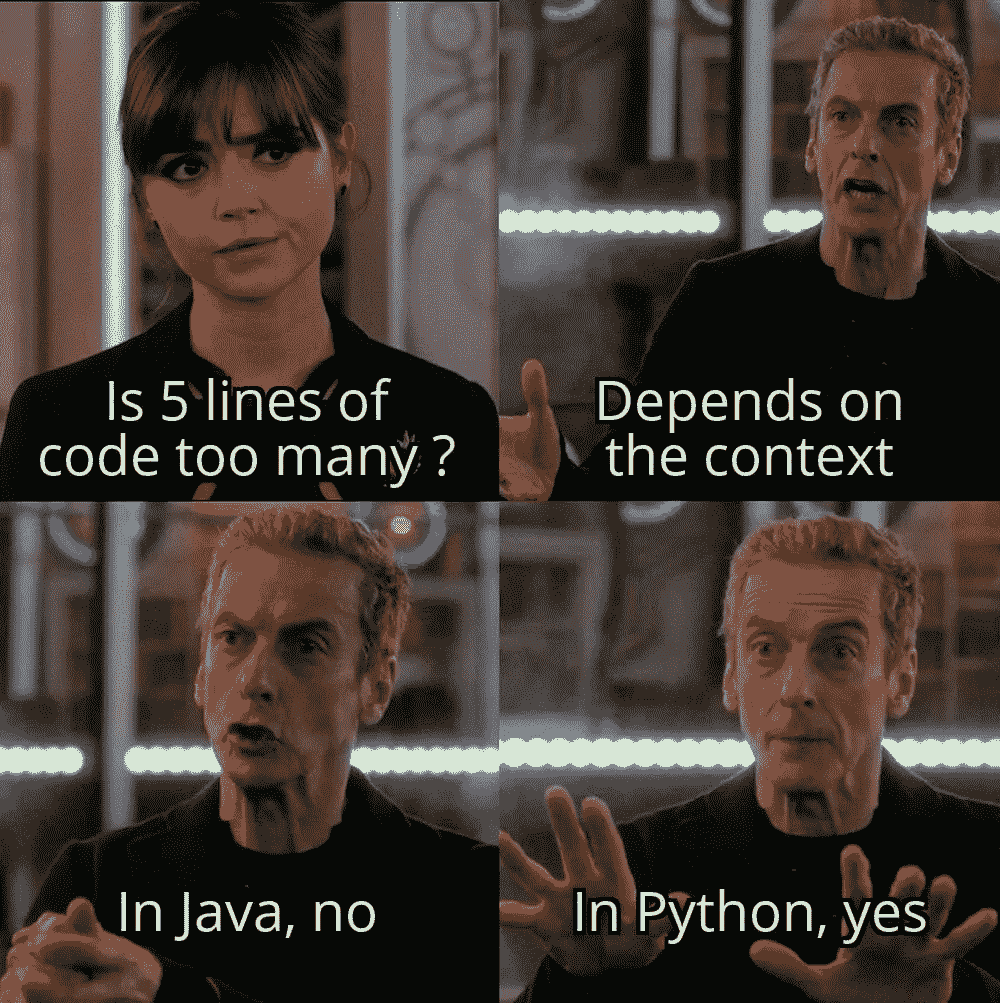 Is 5 lines of
code too many ?
Depends on
the context
In Java, no
In Python, yes